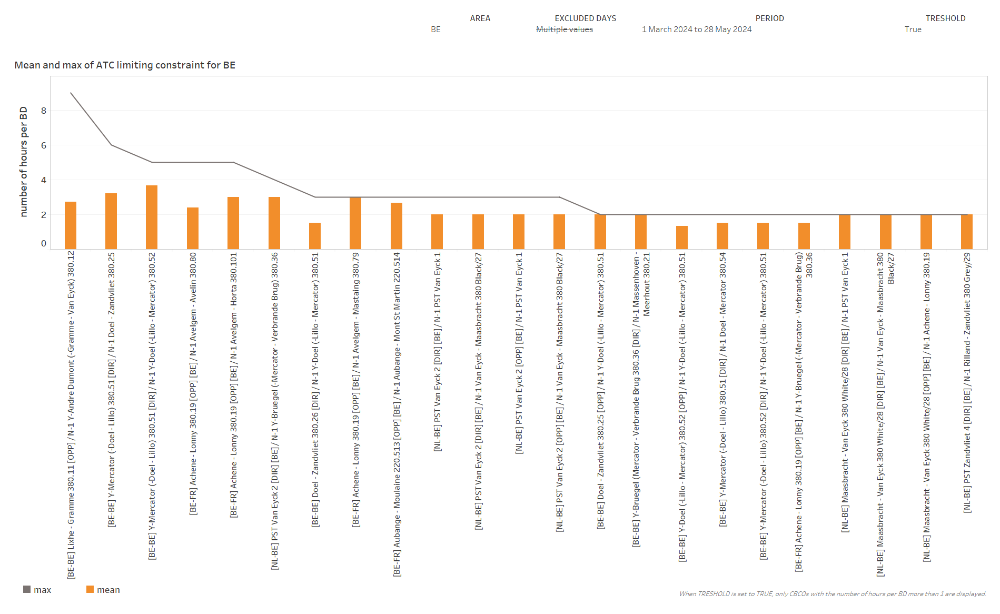 AREA
EXCLUDED DAYS
PERIOD
TRESHOLD
BE
Multiple values
1 March 2024 to 28 May 2024
True
Mean and max of ATC limiting constraint for BE
number of hours per BD
8
6
4
2
0
[BE-BE] Lixhe - Gramme 380.11 [OPP] / N-1 Y-Andre Dumont (-Gramme - Van Eyck) 380.12
[BE-BE] Y-Mercator (-Doel - Lillo) 380.51 [DIR] / N-1 Doel - Zandvliet 380.25
[BE-BE] Y-Mercator (-Doel - Lillo) 380.51 [DIR] / N-1 Y-Doel (-Lillo - Mercator) 380.52
[BE-FR] Achene - Lonny 380.19 [OPP] [BE] / N-1 Avelgem - Avelin 380.80
[BE-FR] Achene - Lonny 380.19 [OPP] [BE] / N-1 Avelgem - Horta 380.101
[NL-BE] PST Van Eyck 2 [DIR] [BE] / N-1 Y-Bruegel (-Mercator - Verbrande Brug) 380.36
[BE-BE] Doel - Zandvliet 380.26 [DIR] / N-1 Y-Doel (-Lillo - Mercator) 380.51
[BE-FR] Achene - Lonny 380.19 [OPP] [BE] / N-1 Avelgem - Mastaing 380.79
[BE-FR] Aubange - Moulaine 220.513 [OPP] [BE] / N-1 Aubange - Mont St Martin 220.514
[NL-BE] PST Van Eyck 2 [DIR] [BE] / N-1 PST Van Eyck 1
[NL-BE] PST Van Eyck 2 [DIR] [BE] / N-1 Van Eyck - Maasbracht 380 Black/27
[NL-BE] PST Van Eyck 2 [OPP] [BE] / N-1 PST Van Eyck 1
[NL-BE] PST Van Eyck 2 [OPP] [BE] / N-1 Van Eyck - Maasbracht 380 Black/27
[BE-BE] Doel - Zandvliet 380.25 [OPP] / N-1 Y-Doel (-Lillo - Mercator) 380.51
[BE-BE] Y-Bruegel (Mercator - Verbrande Brug 380.36 [DIR] / N-1 Massenhoven -
Meerhout 380.21
[BE-BE] Y-Doel (-Lillo - Mercator) 380.52 [OPP] / N-1 Y-Doel (-Lillo - Mercator) 380.51
[BE-BE] Y-Mercator (-Doel - Lillo) 380.51 [DIR] / N-1 Doel - Mercator 380.54
[BE-BE] Y-Mercator (-Doel - Lillo) 380.52 [DIR] / N-1 Y-Doel (-Lillo - Mercator) 380.51
[BE-FR] Achene - Lonny 380.19 [OPP] [BE] / N-1 Y-Bruegel (-Mercator - Verbrande Brug)
380.36
[NL-BE] Maasbracht - Van Eyck 380 White/28 [DIR] [BE] / N-1 PST Van Eyck 1
[NL-BE] Maasbracht - Van Eyck 380 White/28 [DIR] [BE] / N-1 Van Eyck - Maasbracht 380
Black/27
[NL-BE] Maasbracht - Van Eyck 380 White/28 [OPP] [BE] / N-1 Achene - Lonny 380.19
[NL-BE] PST Zandvliet 4 [DIR] [BE] / N-1 Rilland - Zandvliet 380 Grey/29
max
mean
When TRESHOLD is set to TRUE, only CBCOs with the number of hours per BD more than 1 are displayed.